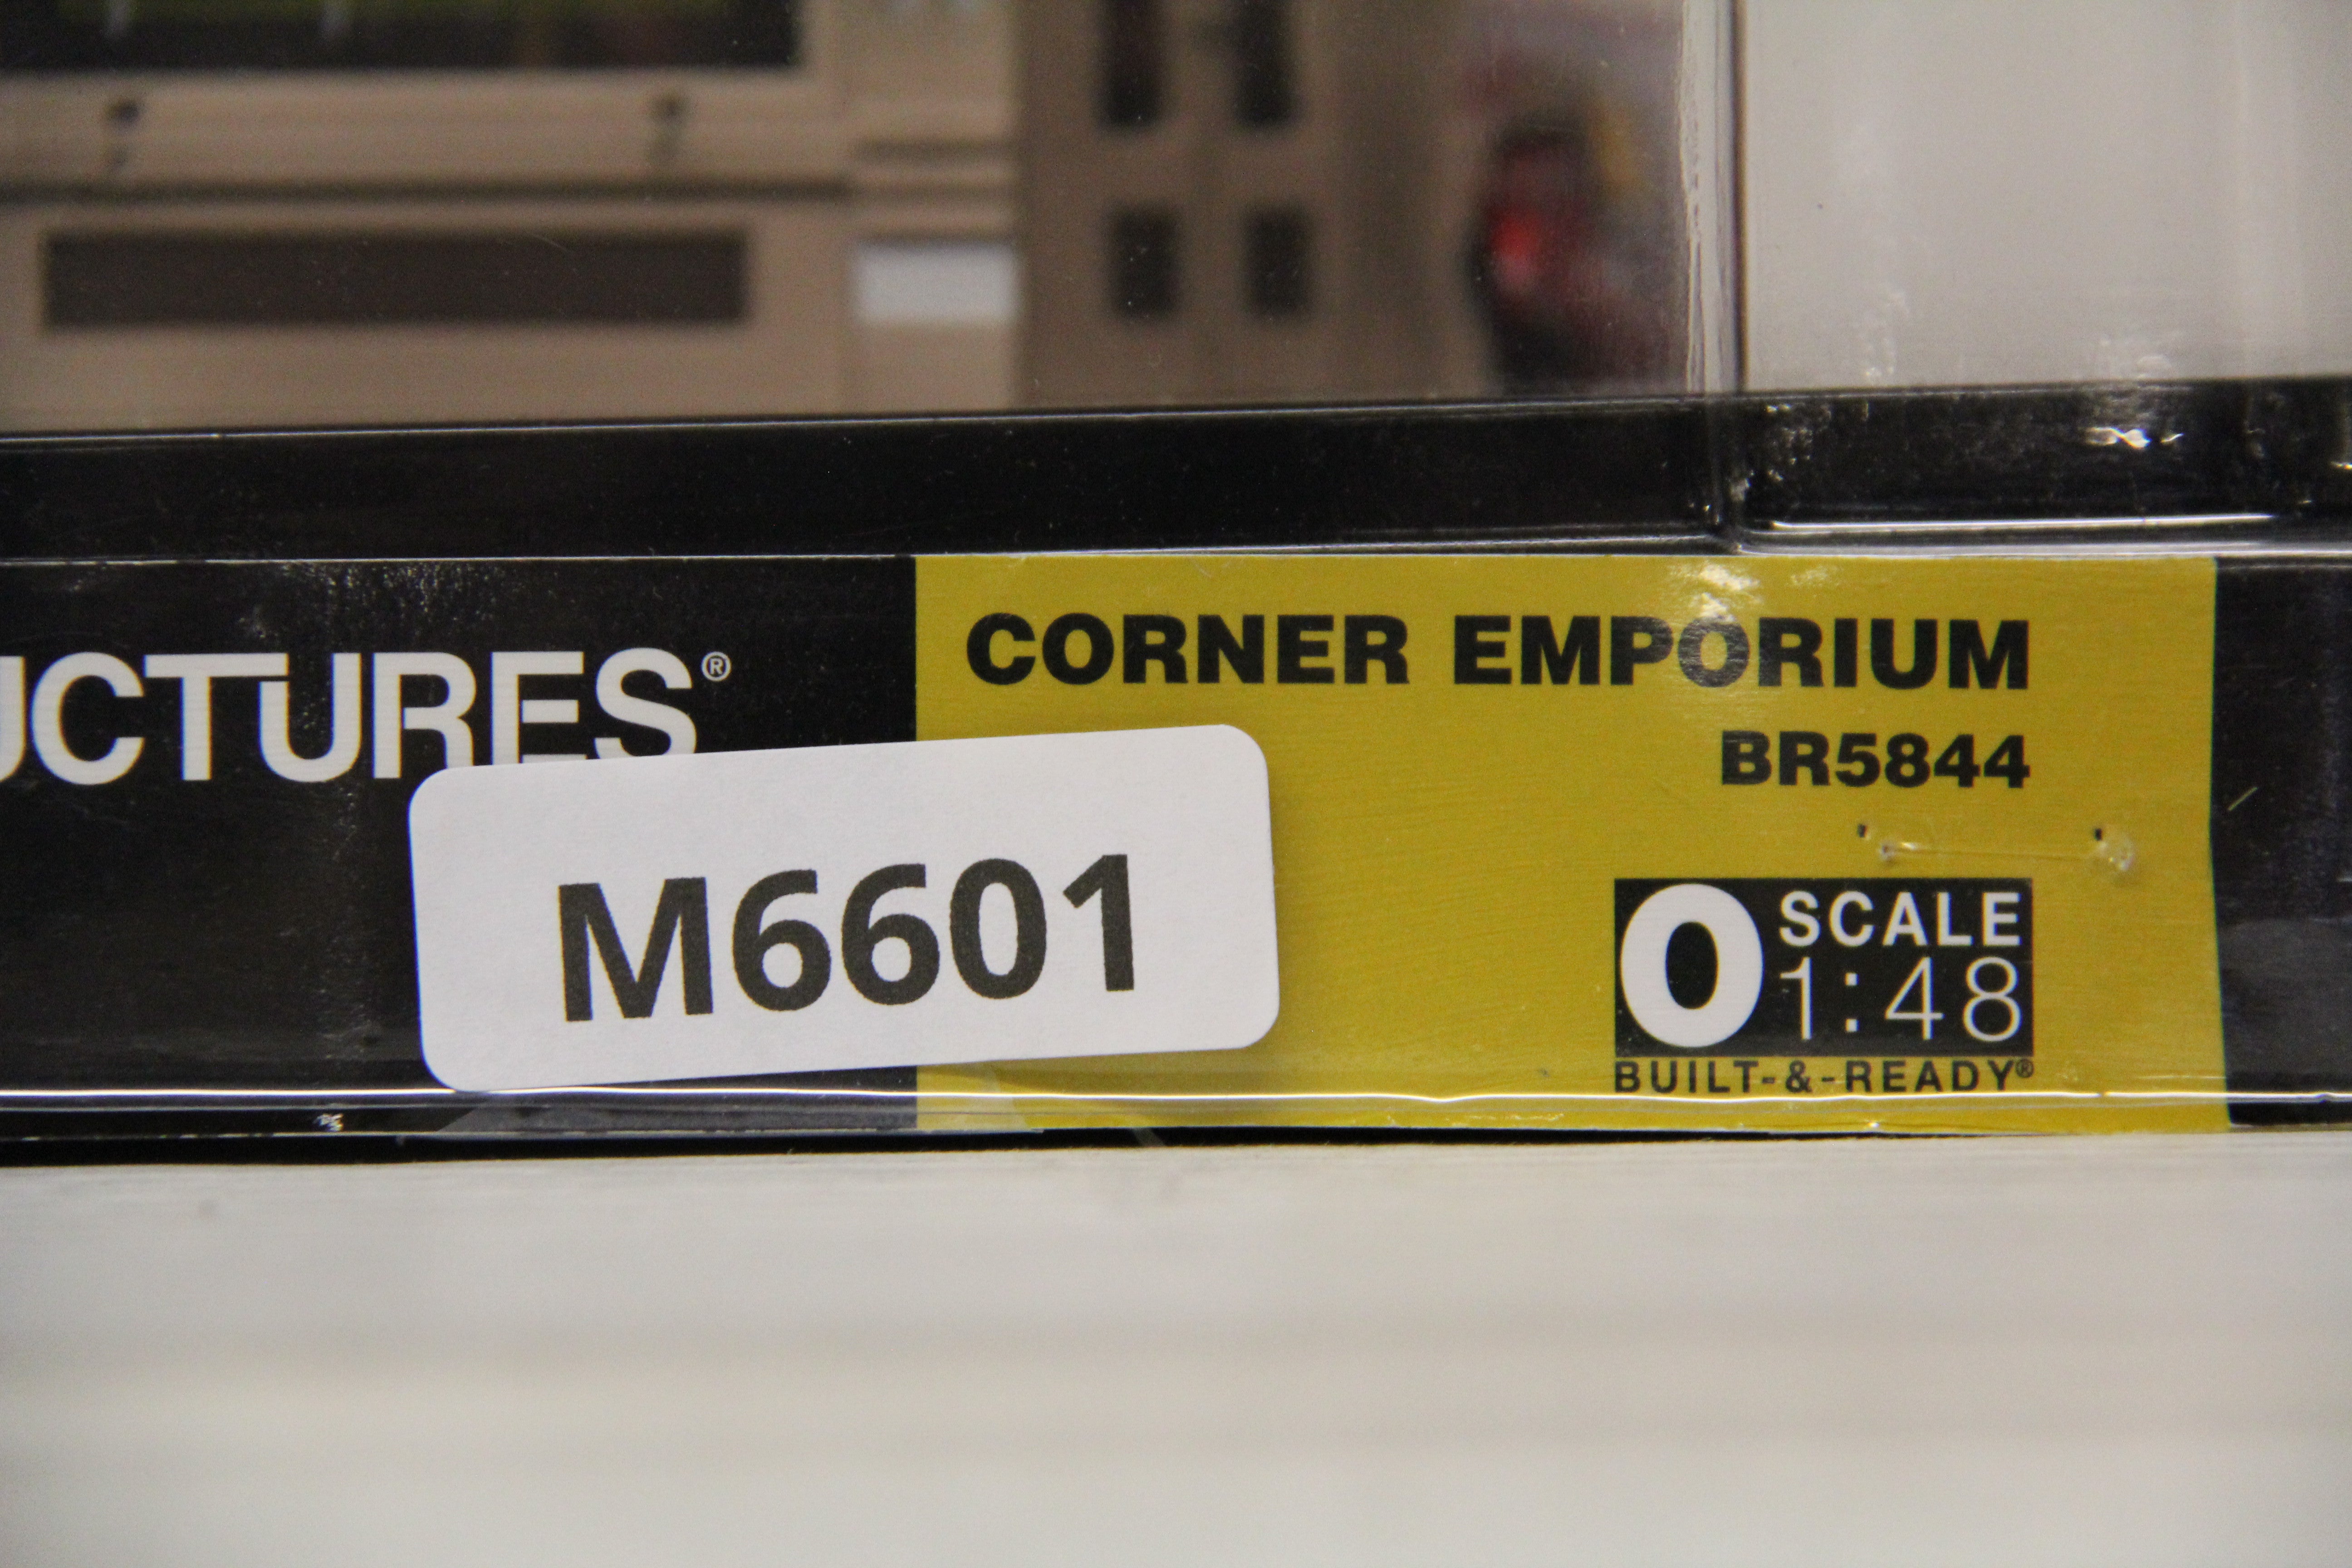 UCTURES®
CORNER EMPORIUM
BR5844
M6601
O SCALE
1:48
BUILT-&-READY®